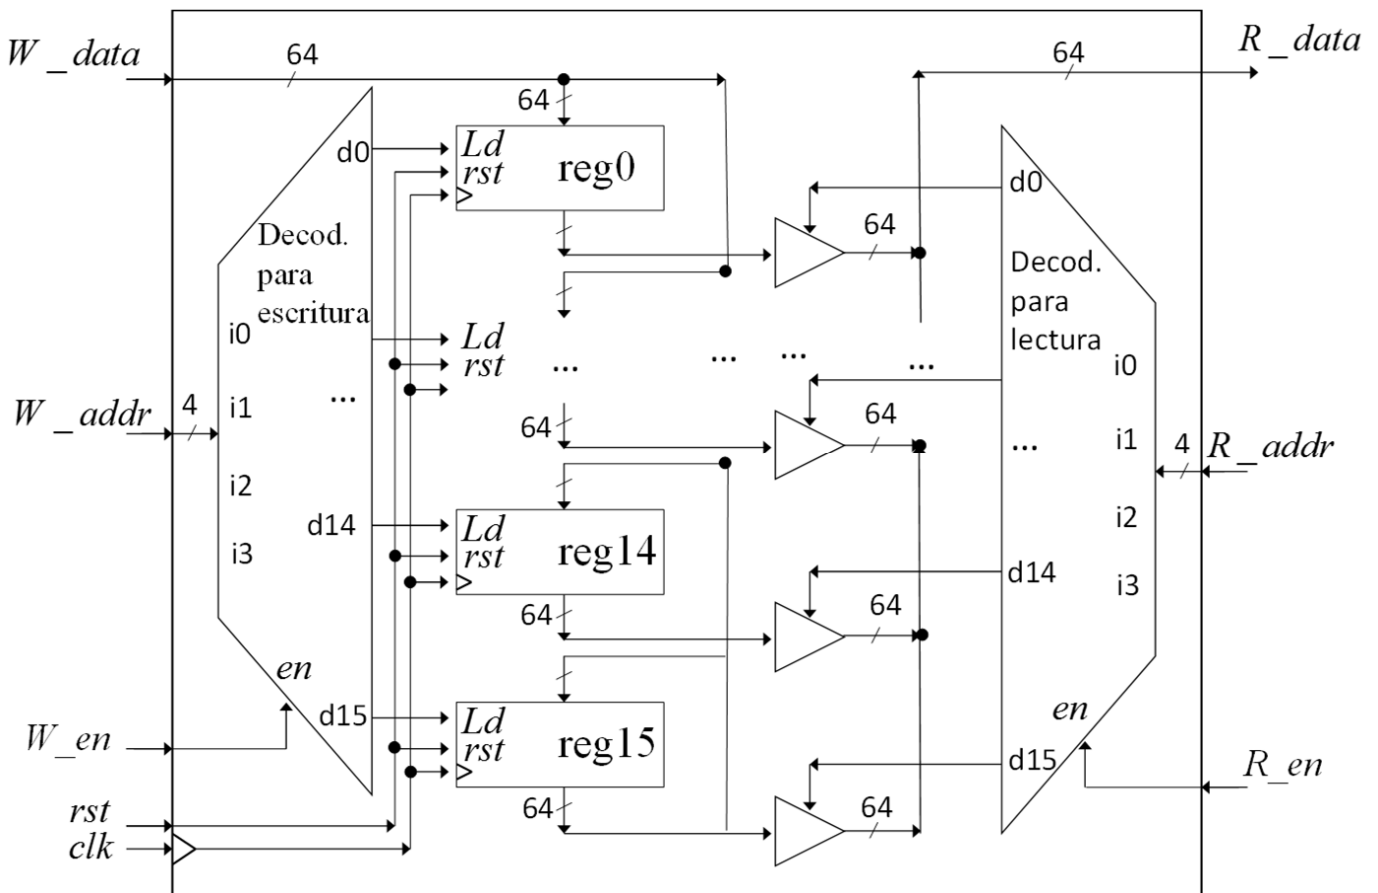 W_data
64
64
R_data
64
d0
Ld
rst
reg0
d0
64
Decod.
para
escritura
Decod.
para
lectura
i0
Ld
rst
...
...
...
...
i0
W_addr
4
i1
...
64
64
...
i1
4
R_addr
i2
i2
d14
Ld
rst
reg14
i3
d14
i3
64
64
en
d15
Ld
rst
reg15
en
W_en
d15
R_en
64
64
rst
clk